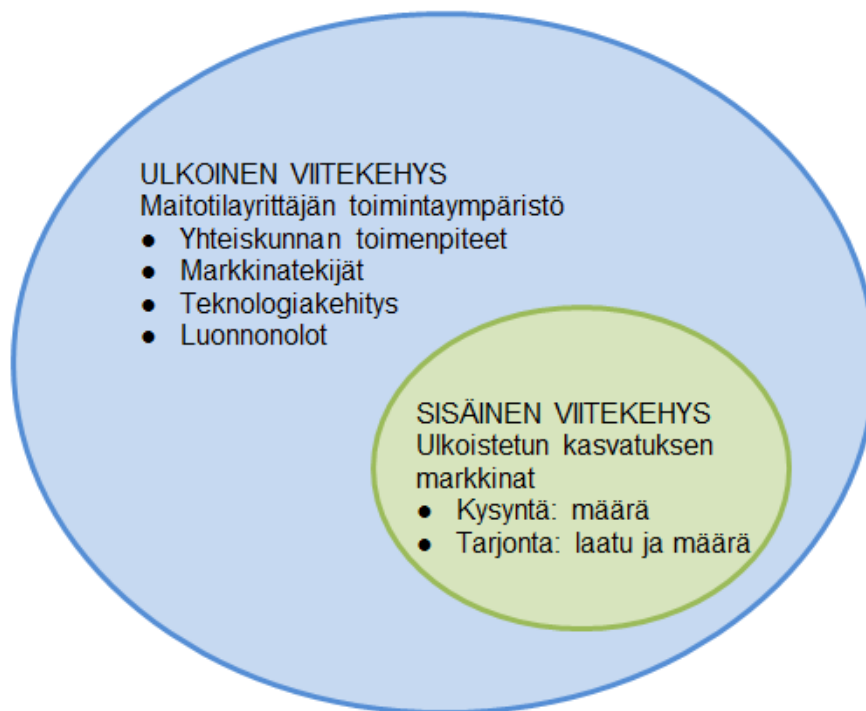 ULKOINEN VIITEKEHYS
Maitotilayrittäjän toimintaympäristö
● Yhteiskunnan toimenpiteet
● Markkinatekijät
● Teknologiakehitys
● Luonnonolot
SISÄINEN VIITEKEHYS
Ulkoistetun kasvatuksen
markkinat
● Kysyntä: määrä
● Tarjonta: laatu ja määrä